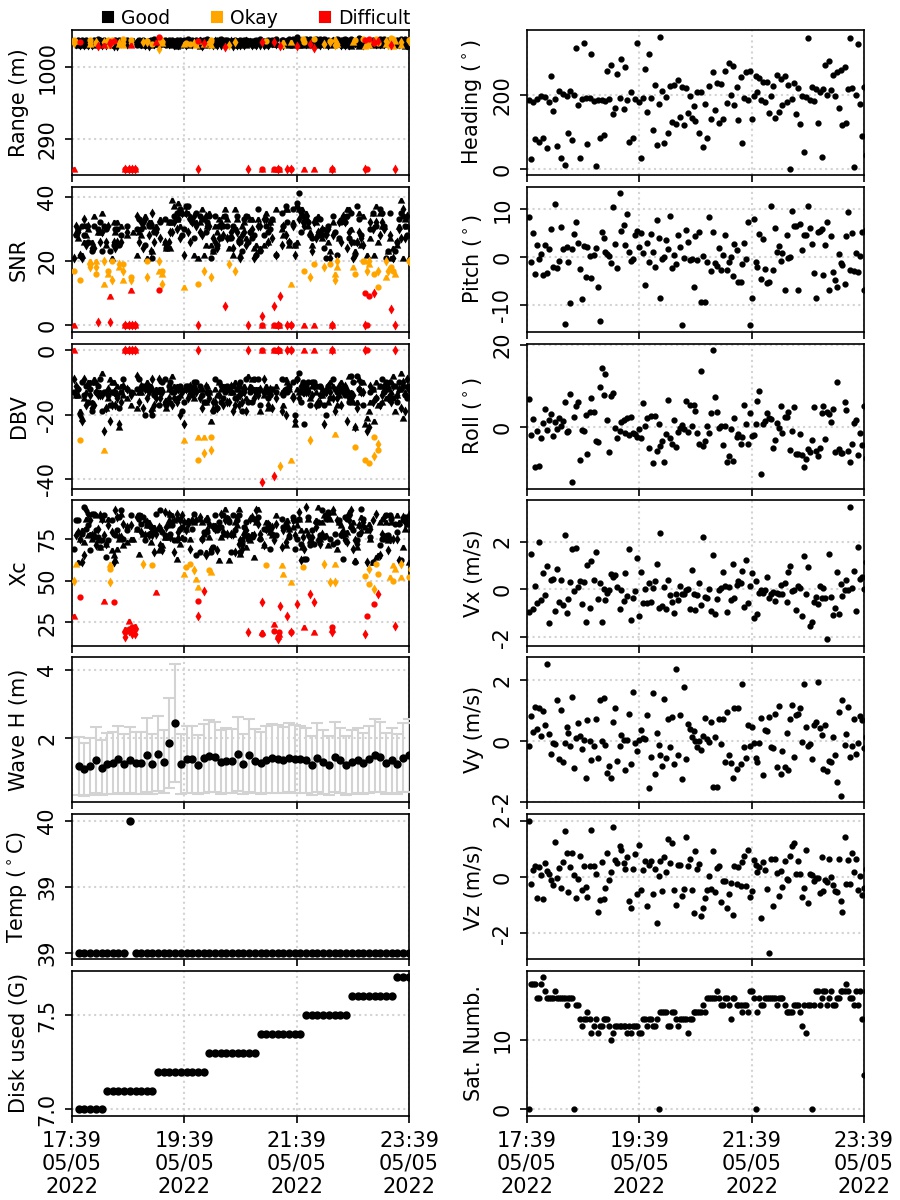 Good Okay Difficult
Range (m)
1000
290
Heading (°)
200
0
SNR
40
20
0
Pitch (°)
10
0
-10
DBV
0
-20
-40
Roll (°)
20
0
Xc
75
50
25
Vx (m/s)
2
0
-2
Wave H (m)
4
2
Vy (m/s)
2
0
-2
Temp (°C)
40
39
39
Vz (m/s)
2
0
-2
Disk used (G)
7.5
7.0
Sat. Numb.
10
0
17:39 19:39 21:39 23:39
05/05 05/05 05/05 05/05
2022 2022 2022 2022
17:39 19:39 21:39 23:39
05/05 05/05 05/05 05/05
2022 2022 2022 2022